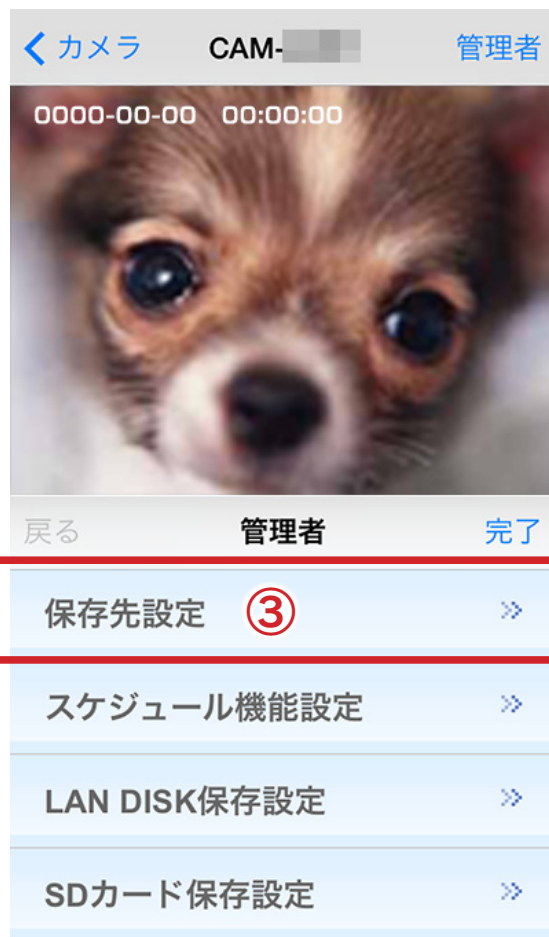 カメラ CAM- 管理者
0000-00-00 00:00:00
戻る 管理者 完了
保存先設定 ③
スケジュール機能設定
LAN DISK保存設定
SDカード保存設定